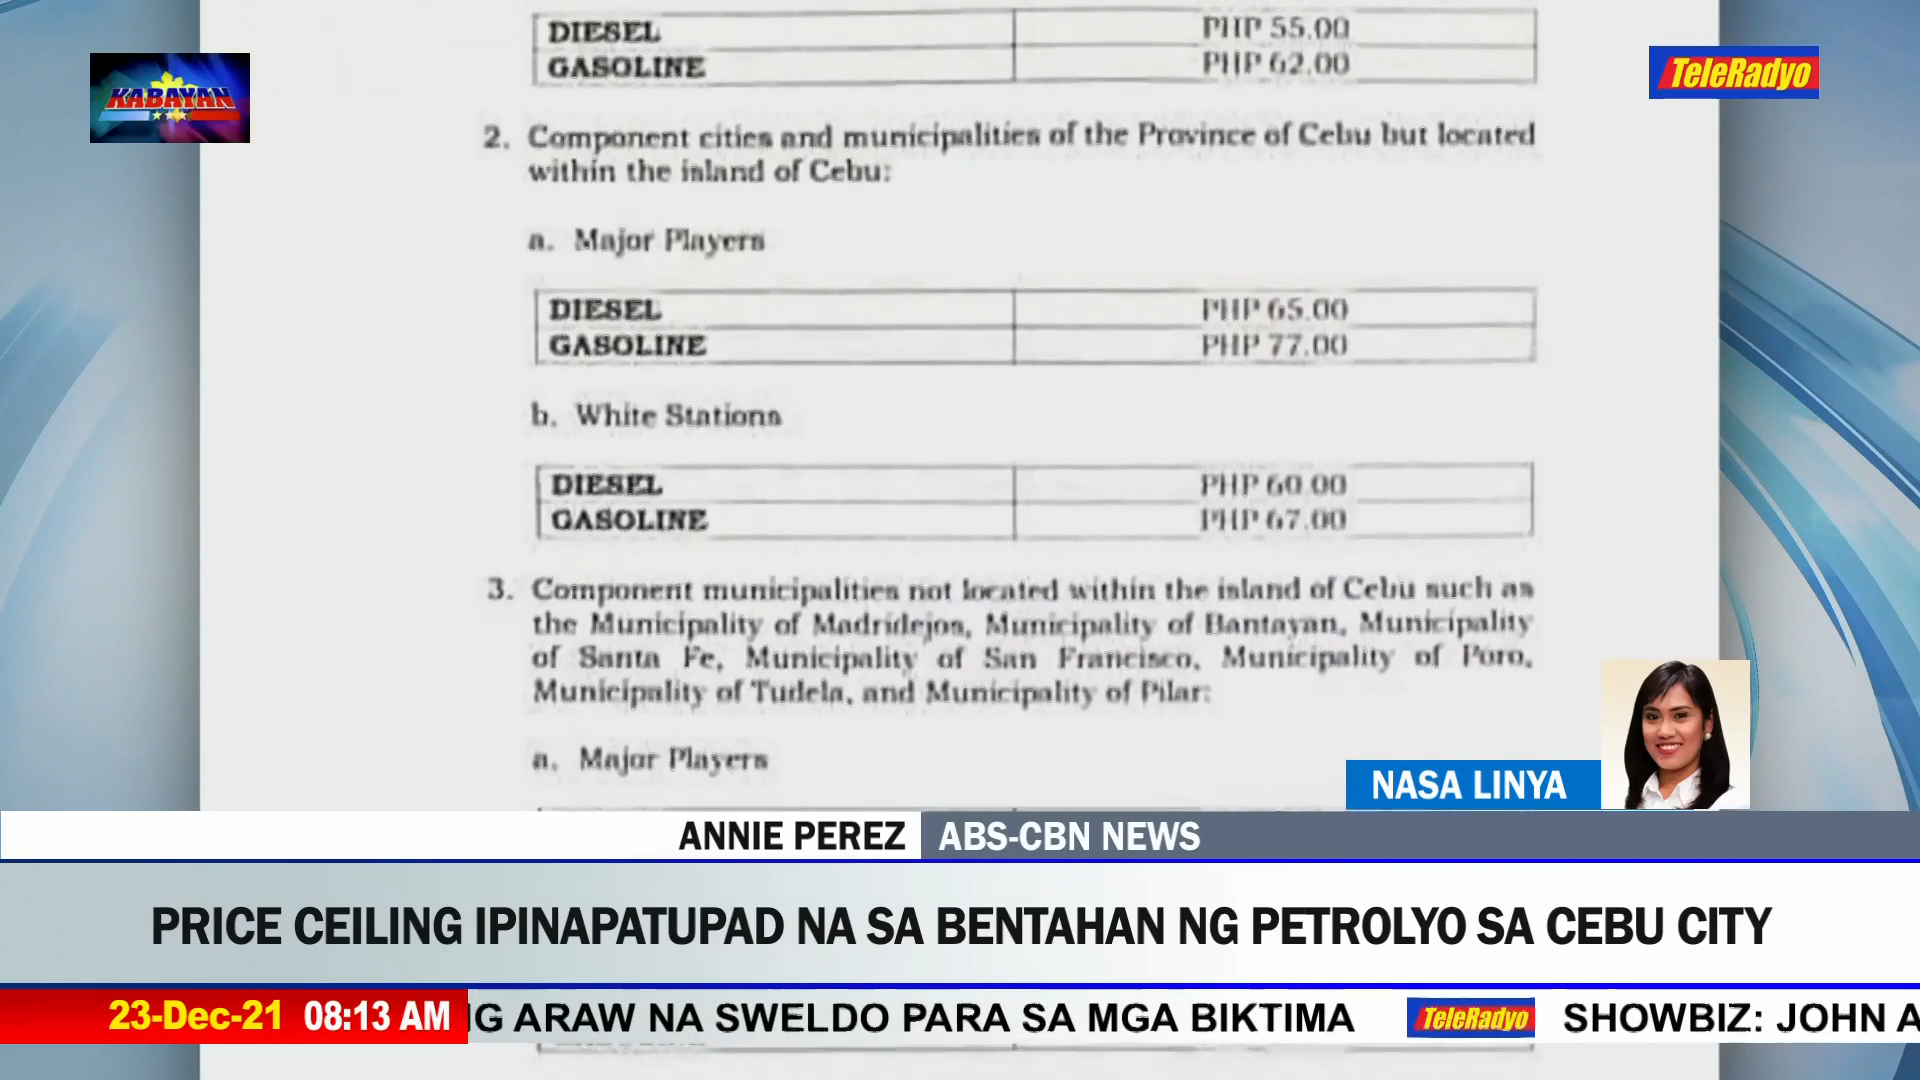 DIESEL PHP 55.00
GASOLINE PHP 62.00
KABAYAN
TeleRadyo
2. Component cities and municipalities of the Province of Cebu but located
within the island of Cebu:
a. Major Players
DIESEL PHP 65.00
GASOLINE PHP 77.00
b. White Stations
DIESEL PHP 60.00
GASOLINE PHP 67.00
3. Component municipalities not located within the island of Cebu such as
the Municipality of Madridejos, Municipality of Bantayan, Municipality
of Santa Fe, Municipality of San Francisco, Municipality of Poro,
Municipality of Tudela, and Municipality of Pilar:
a. Major Players
NASA LINYA
ANNIE PEREZ ABS-CBN NEWS
PRICE CEILING IPINAPATUPAD NA SA BENTAHAN NG PETROLYO SA CEBU CITY
23-Dec-21 08:13 AM NG ARAW NA SWELDO PARA SA MGA BIKTIMA TeleRadyo SHOWBIZ: JOHN A